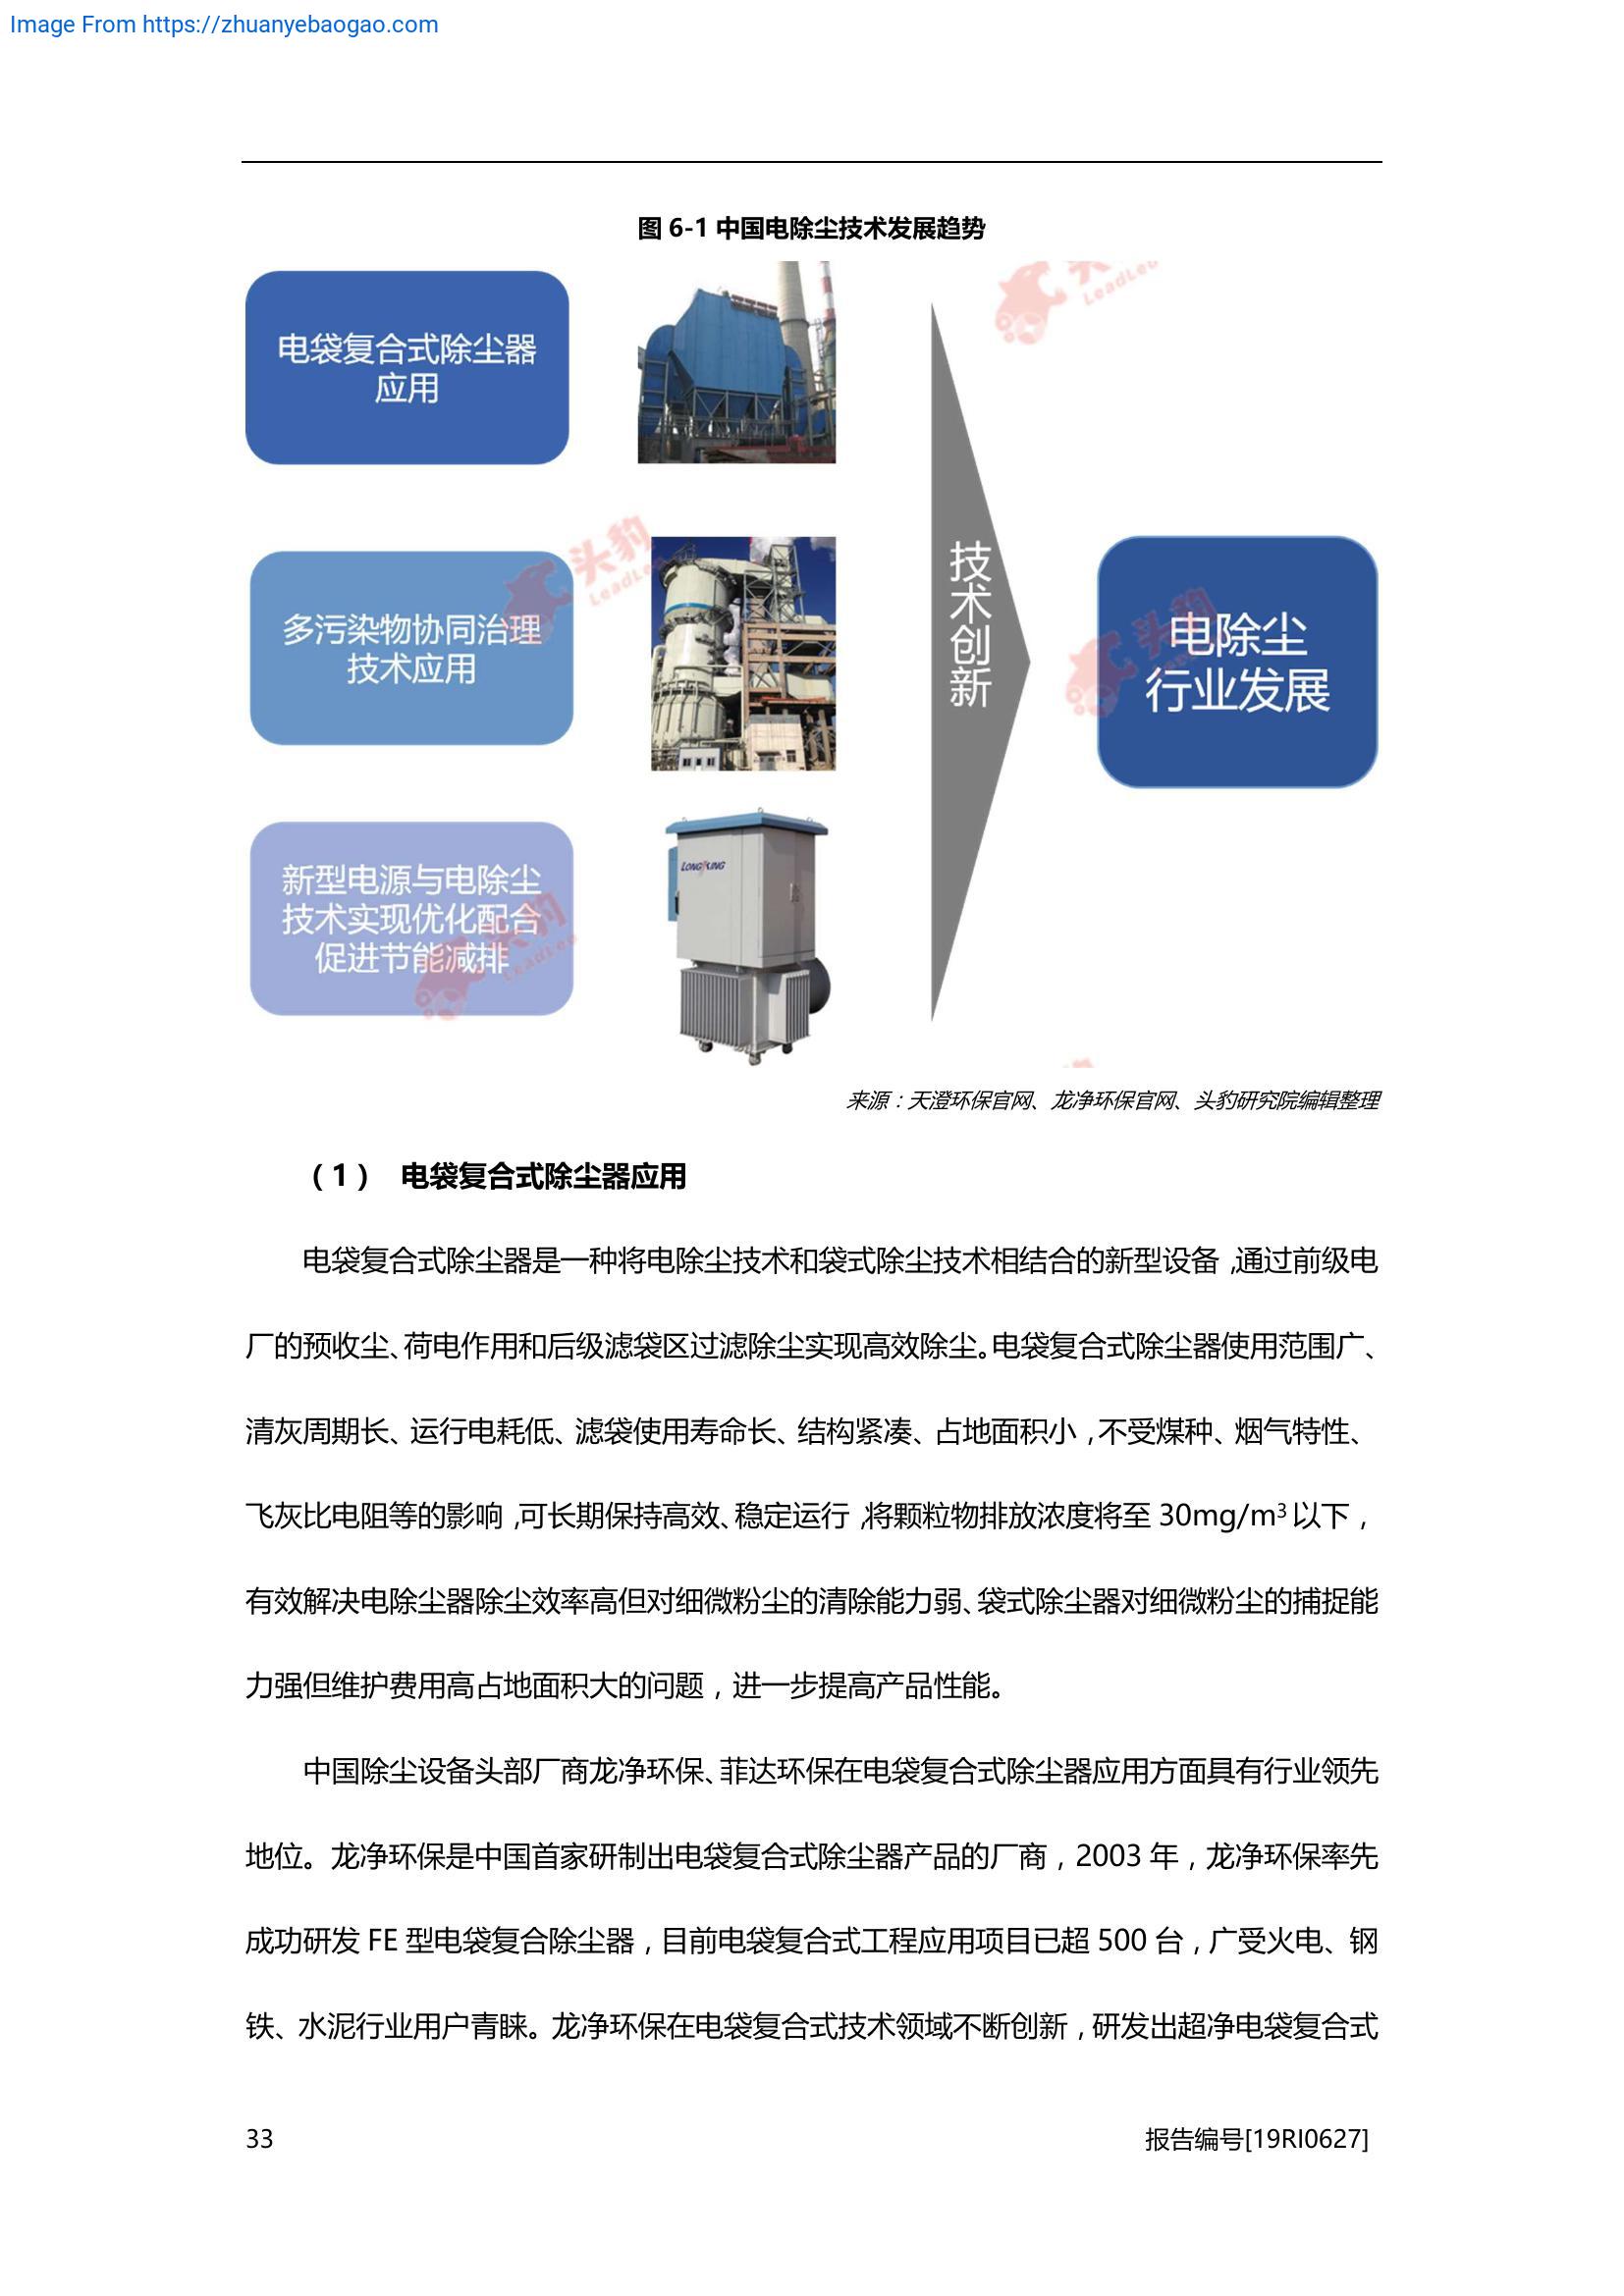 Image From https://zhuanyebaogao.com
图 6-1 中国电除尘技术发展趋势
电袋复合式除尘器
应用
多污染物协同治理
技术应用
新型电源与电除尘
技术实现优化配合
促进节能减排
LONGKING
技术创新
电除尘
行业发展
头豹
LeadLeo
来源：天澄环保官网、龙净环保官网、头豹研究院编辑整理
（1） 电袋复合式除尘器应用
电袋复合式除尘器是一种将电除尘技术和袋式除尘技术相结合的新型设备，通过前级电
厂的预收尘、荷电作用和后级滤袋区过滤除尘实现高效除尘。电袋复合式除尘器使用范围广、
清灰周期长、运行电耗低、滤袋使用寿命长、结构紧凑、占地面积小，不受煤种、烟气特性、
飞灰比电阻等的影响，可长期保持高效、稳定运行，将颗粒物排放浓度将至 30mg/m³以下，
有效解决电除尘器除尘效率高但对细微粉尘的清除能力弱、袋式除尘器对细微粉尘的捕捉能
力强但维护费用高占地面积大的问题，进一步提高产品性能。
中国除尘设备头部厂商龙净环保、菲达环保在电袋复合式除尘器应用方面具有行业领先
地位。龙净环保是中国首家研制出电袋复合式除尘器产品的厂商，2003 年，龙净环保率先
成功研发 FE 型电袋复合除尘器，目前电袋复合式工程应用项目已超 500 台，广受火电、钢
铁、水泥行业用户青睐。龙净环保在电袋复合式技术领域不断创新，研发出超净电袋复合式
33
报告编号[19RI0627]